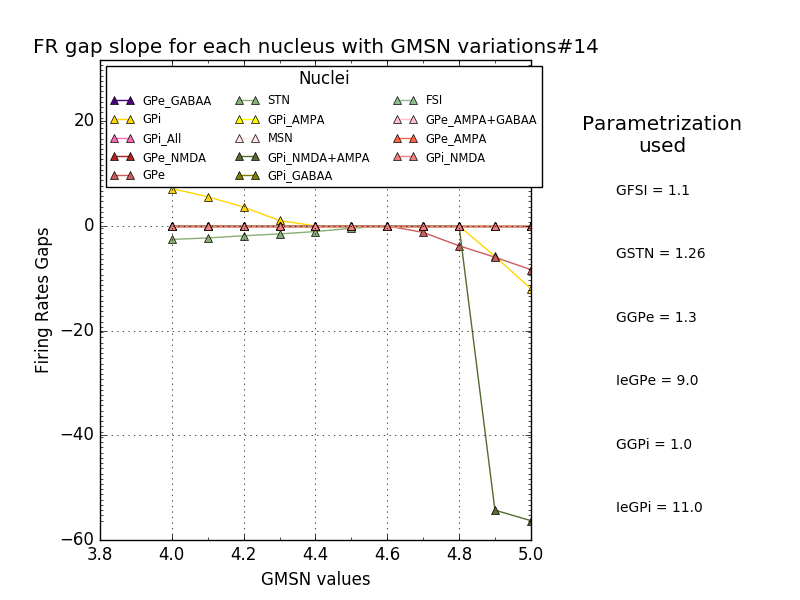 FR gap slope for each nucleus with GMSN variations#14
Nuclei
GPe_GABAA STN FSI
GPi GPi_AMPA GPe_AMPA+GABAA
GPi_All MSN GPe_AMPA
GPe_NMDA GPi_NMDA+AMPA GPi_NMDA
GPe GPi_GABAA
Parametrization
used
GFSI = 1.1
GSTN = 1.26
GGPe = 1.3
IeGPe = 9.0
GGPi = 1.0
IeGPi = 11.0
Firing Rates Gaps
20
0
−20
−40
−60
3.8 4.0 4.2 4.4 4.6 4.8 5.0
GMSN values